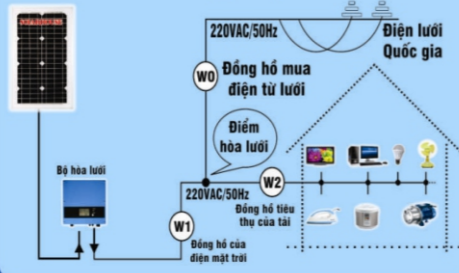 220VAC/50Hz
Điện lưới
Quốc gia
W0
Đồng hồ mua
điện từ lưới
Điểm
hòa lưới
Bộ hòa lưới
220VAC/50Hz
W2
Đồng hồ tiêu
thụ của tải
W1
Đồng hồ của
điện mặt trời